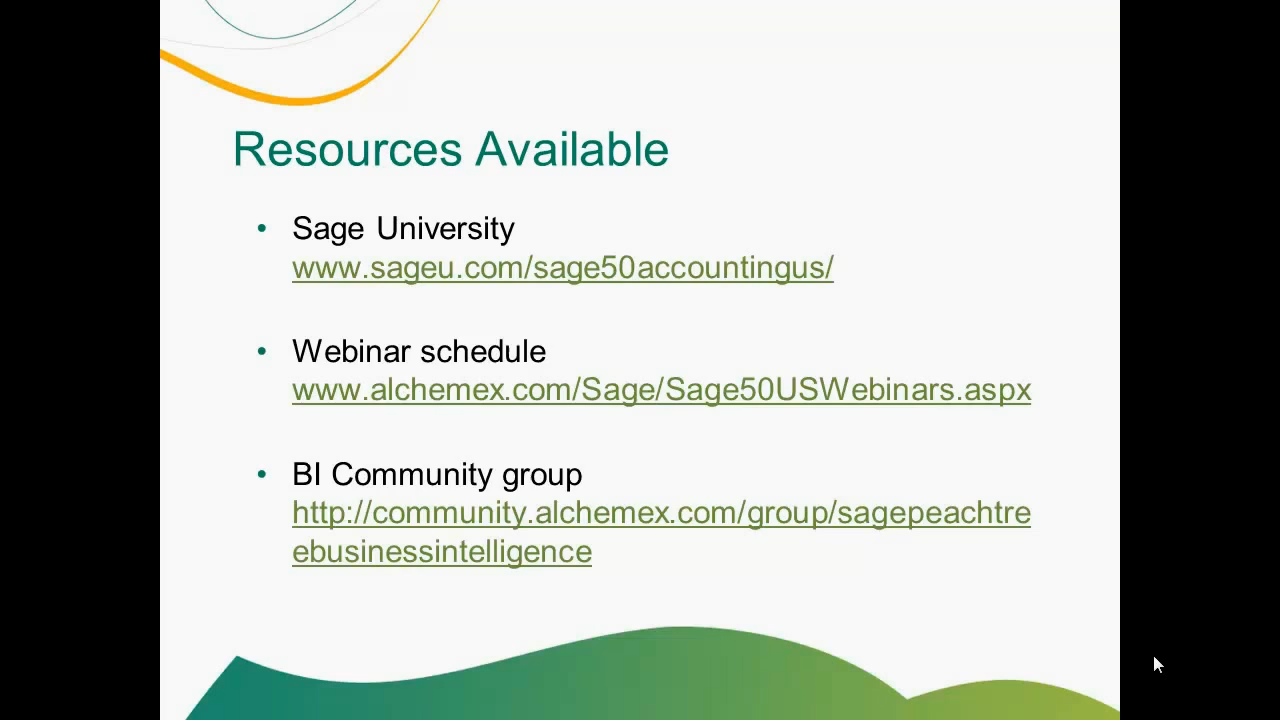 Resources Available
• Sage University
www.sageu.com/sage50accountingus/
• Webinar schedule
www.alchemex.com/Sage/Sage50USWebinars.aspx
• BI Community group
http://community.alchemex.com/group/sagepeachtre
ebusinessintelligence